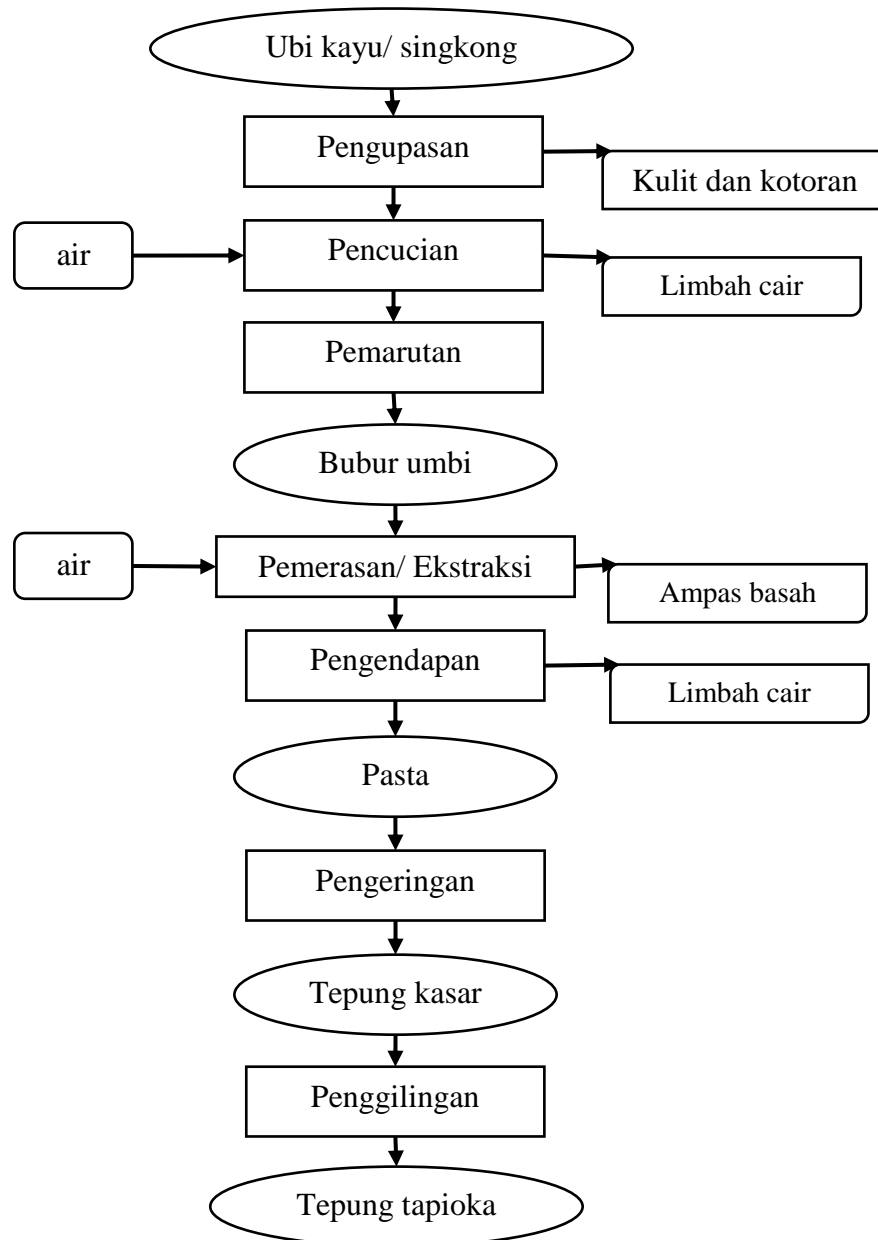 Ubi kayu/ singkong
Pengupasan
Kulit dan kotoran
air
Pencucian
Limbah cair
Pemarutan
Bubur umbi
air
Pemerasan/ Ekstraksi
Ampas basah
Pengendapan
Limbah cair
Pasta
Pengeringan
Tepung kasar
Penggilingan
Tepung tapioka